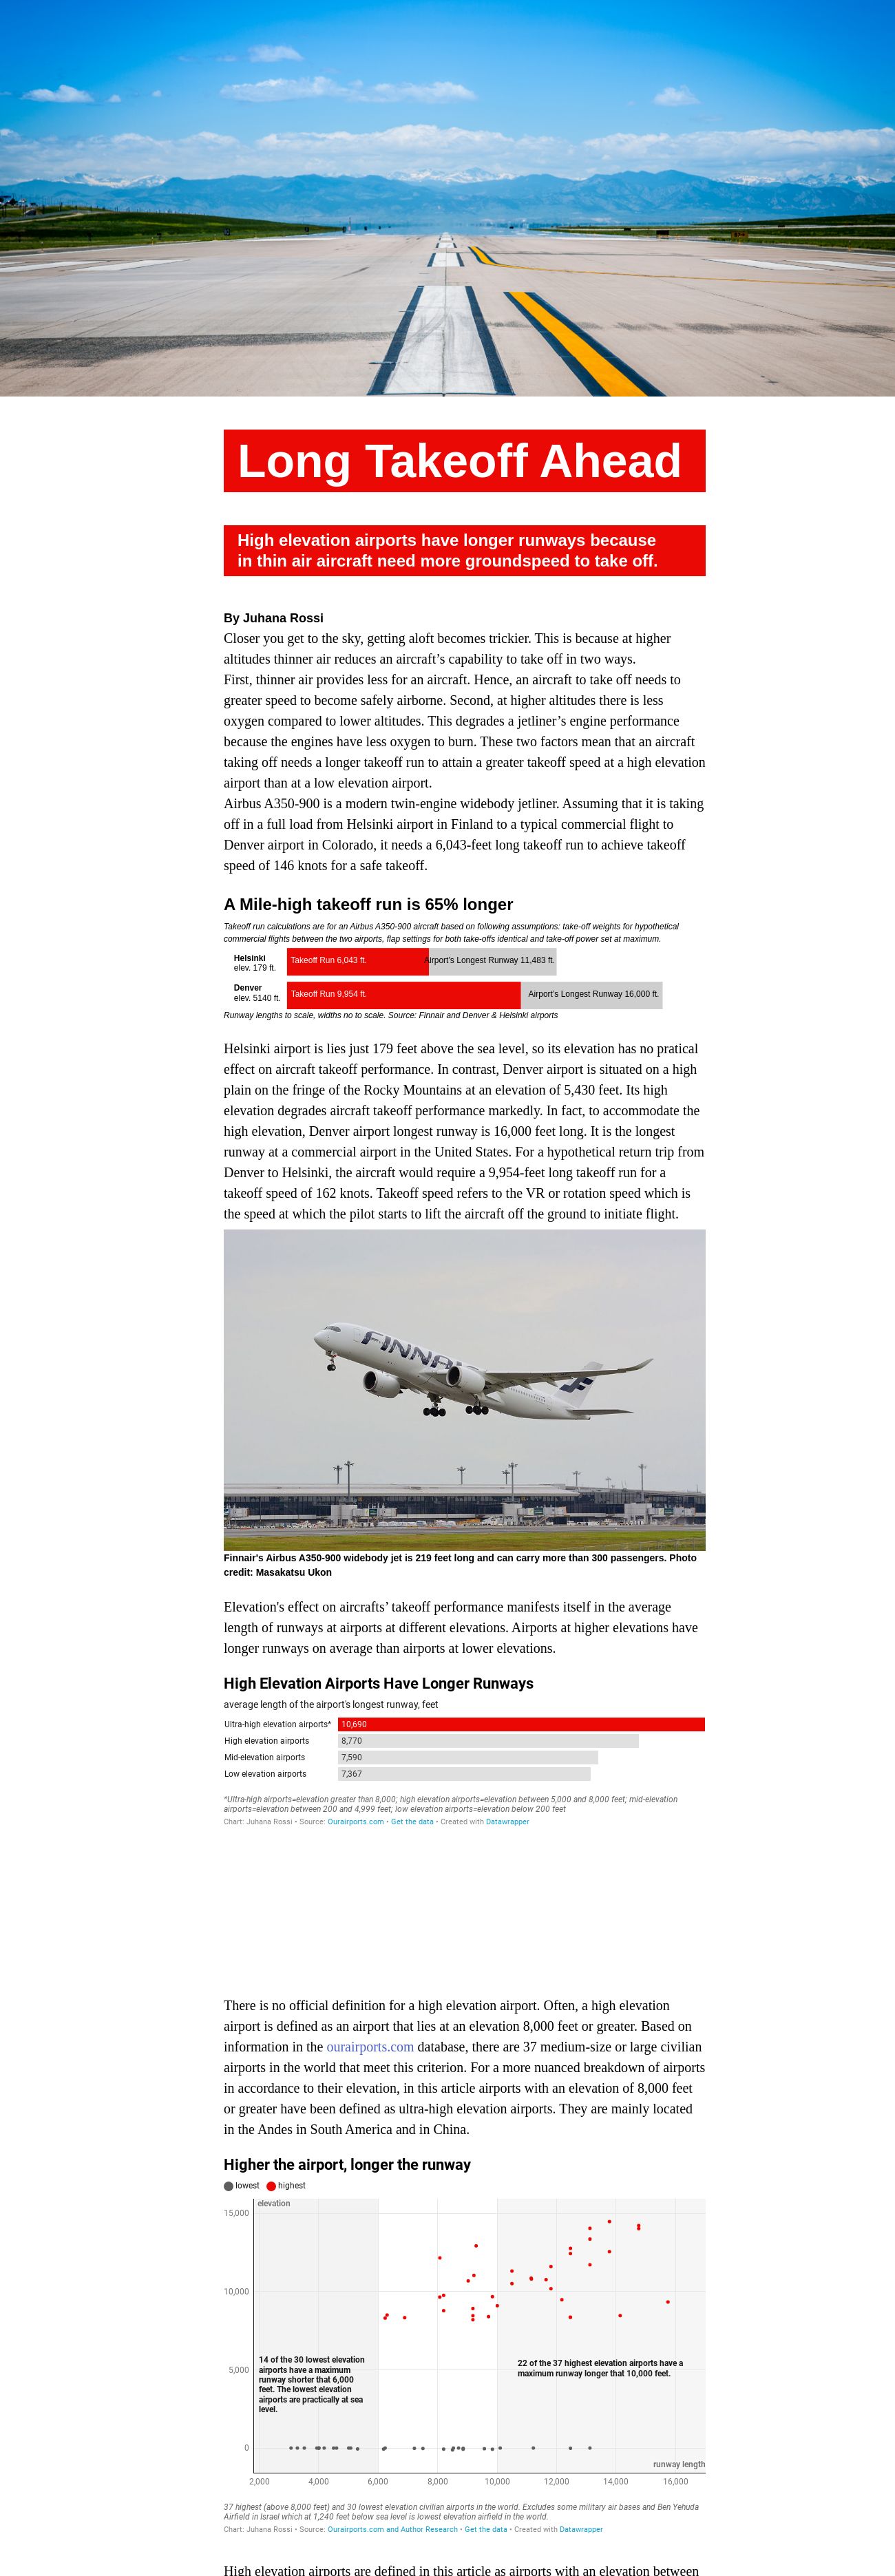 Long Takeoff Ahead
High elevation airports have longer runways because
in thin air aircraft need more groundspeed to take off.
By Juhana Rossi
Closer you get to the sky, getting aloft becomes trickier. This is because at higher
altitudes thinner air reduces an aircraft’s capability to take off in two ways.
First, thinner air provides less for an aircraft. Hence, an aircraft to take off needs to
greater speed to become safely airborne. Second, at higher altitudes there is less
oxygen compared to lower altitudes. This degrades a jetliner’s engine performance
because the engines have less oxygen to burn. These two factors mean that an aircraft
taking off needs a longer takeoff run to attain a greater takeoff speed at a high elevation
airport than at a low elevation airport.
Airbus A350-900 is a modern twin-engine widebody jetliner. Assuming that it is taking
off in a full load from Helsinki airport in Finland to a typical commercial flight to
Denver airport in Colorado, it needs a 6,043-feet long takeoff run to achieve takeoff
speed of 146 knots for a safe takeoff.
A Mile-high takeoff run is 65% longer
Takeoff run calculations are for an Airbus A350-900 aircraft based on following assumptions: take-off weights for hypothetical
commercial flights between the two airports, flap settings for both take-offs identical and take-off power set at maximum.
Helsinki
elev. 179 ft.
Takeoff Run 6,043 ft.
Airport’s Longest Runway 11,483 ft.
Denver
elev. 5140 ft.
Takeoff Run 9,954 ft.
Airport’s Longest Runway 16,000 ft.
Runway lengths to scale, widths no to scale. Source: Finnair and Denver & Helsinki airports
Helsinki airport is lies just 179 feet above the sea level, so its elevation has no pratical
effect on aircraft takeoff performance. In contrast, Denver airport is situated on a high
plain on the fringe of the Rocky Mountains at an elevation of 5,430 feet. Its high
elevation degrades aircraft takeoff performance markedly. In fact, to accommodate the
high elevation, Denver airport longest runway is 16,000 feet long. It is the longest
runway at a commercial airport in the United States. For a hypothetical return trip from
Denver to Helsinki, the aircraft would require a 9,954-feet long takeoff run for a
takeoff speed of 162 knots. Takeoff speed refers to the VR or rotation speed which is
the speed at which the pilot starts to lift the aircraft off the ground to initiate flight.
FINNAIR
Finnair's Airbus A350-900 widebody jet is 219 feet long and can carry more than 300 passengers. Photo
credit: Masakatsu Ukon
Elevation's effect on aircrafts’ takeoff performance manifests itself in the average
length of runways at airports at different elevations. Airports at higher elevations have
longer runways on average than airports at lower elevations.
High Elevation Airports Have Longer Runways
average length of the airport's longest runway, feet
Ultra-high elevation airports* 10,690
High elevation airports 8,770
Mid-elevation airports 7,590
Low elevation airports 7,367
*Ultra-high airports=elevation greater than 8,000; high elevation airports=elevation between 5,000 and 8,000 feet; mid-elevation
airports=elevation between 200 and 4,999 feet; low elevation airports=elevation below 200 feet
Chart: Juhana Rossi • Source: Ourairports.com • Get the data • Created with Datawrapper
There is no official definition for a high elevation airport. Often, a high elevation
airport is defined as an airport that lies at an elevation 8,000 feet or greater. Based on
information in the ourairports.com database, there are 37 medium-size or large civilian
airports in the world that meet this criterion. For a more nuanced breakdown of airports
in accordance to their elevation, in this article airports with an elevation of 8,000 feet
or greater have been defined as ultra-high elevation airports. They are mainly located
in the Andes in South America and in China.
Higher the airport, longer the runway
lowest highest
elevation
15,000
10,000
5,000
0
14 of the 30 lowest elevation
airports have a maximum
runway shorter that 6,000
feet. The lowest elevation
airports are practically at sea
level.
22 of the 37 highest elevation airports have a
maximum runway longer that 10,000 feet.
runway length
2,000 4,000 6,000 8,000 10,000 12,000 14,000 16,000
37 highest (above 8,000 feet) and 30 lowest elevation civilian airports in the world. Excludes some military air bases and Ben Yehuda
Airfield in Israel which at 1,240 feet below sea level is lowest elevation airfield in the world.
Chart: Juhana Rossi • Source: Ourairports.com and Author Research • Get the data • Created with Datawrapper
High elevation airports are defined in this article as airports with an elevation between